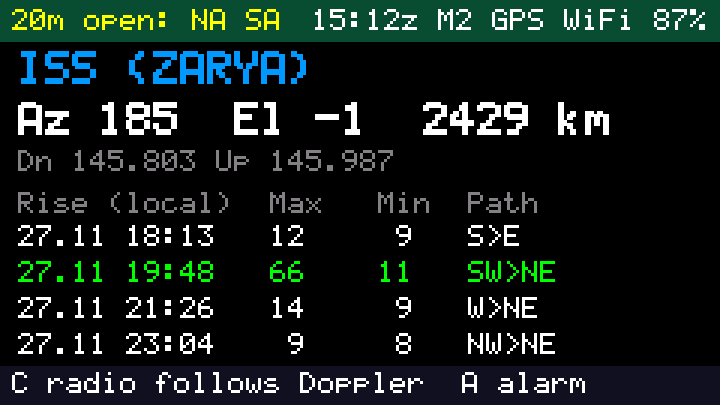 20m open: NA SA  15:12z M2 GPS WiFi 87%
ISS (ZARYA)
Az 185  El -1  2429 km
Dn 145.803 Up 145.987
Rise (local)  Max  Min  Path
27.11 18:13  12  9  S>E
27.11 19:48  66  11  SW>NE
27.11 21:26  14  9  W>NE
27.11 23:04  9  8  NW>NE
C radio follows Doppler  A alarm